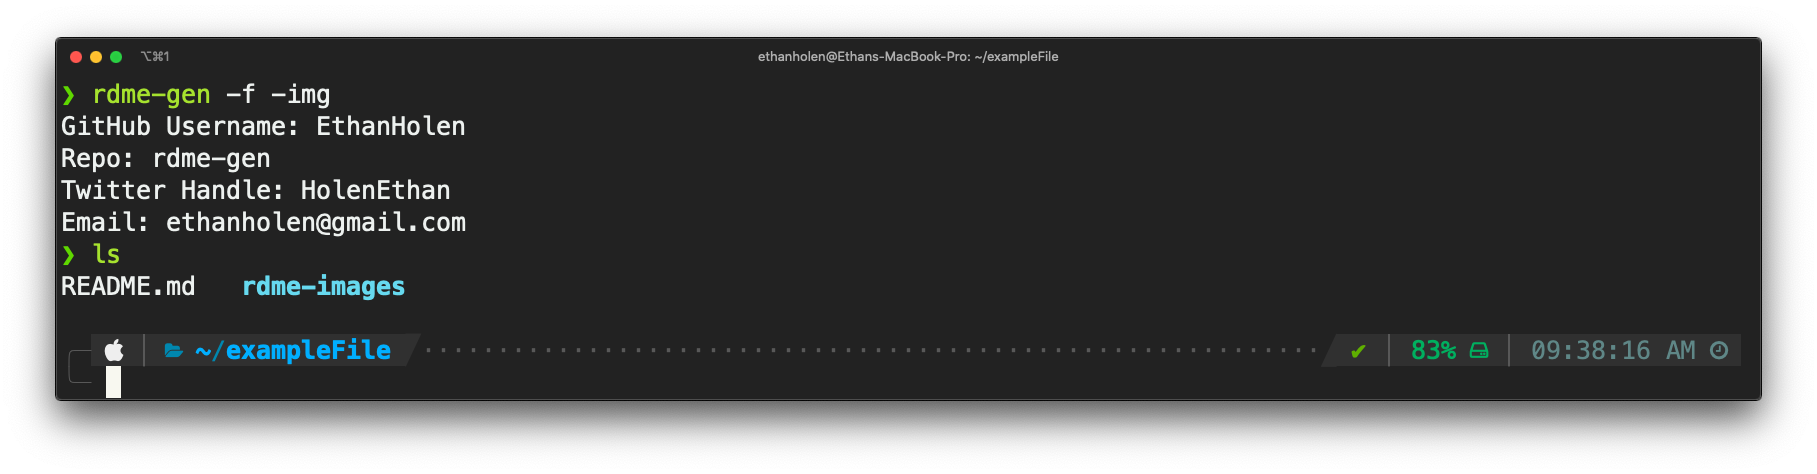 ⌥⌘1 ethanholen@Ethans-MacBook-Pro: ~/exampleFile
❯ rdme-gen -f -img
GitHub Username: EthanHolen
Repo: rdme-gen
Twitter Handle: HolenEthan
Email: ethanholen@gmail.com
❯ ls
README.md rdme-images
~/exampleFile ✔ 83% 09:38:16 AM